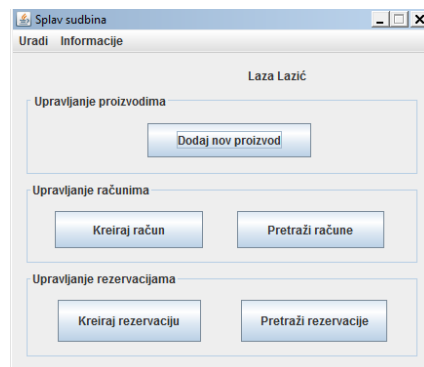 Splav sudbina
Uradi Informacije
Laza Lazić
Upravljanje proizvodima
Dodaj nov proizvod
Upravljanje računima
Kreiraj račun Pretraži račune
Upravljanje rezervacijama
Kreiraj rezervaciju Pretraži rezervacije